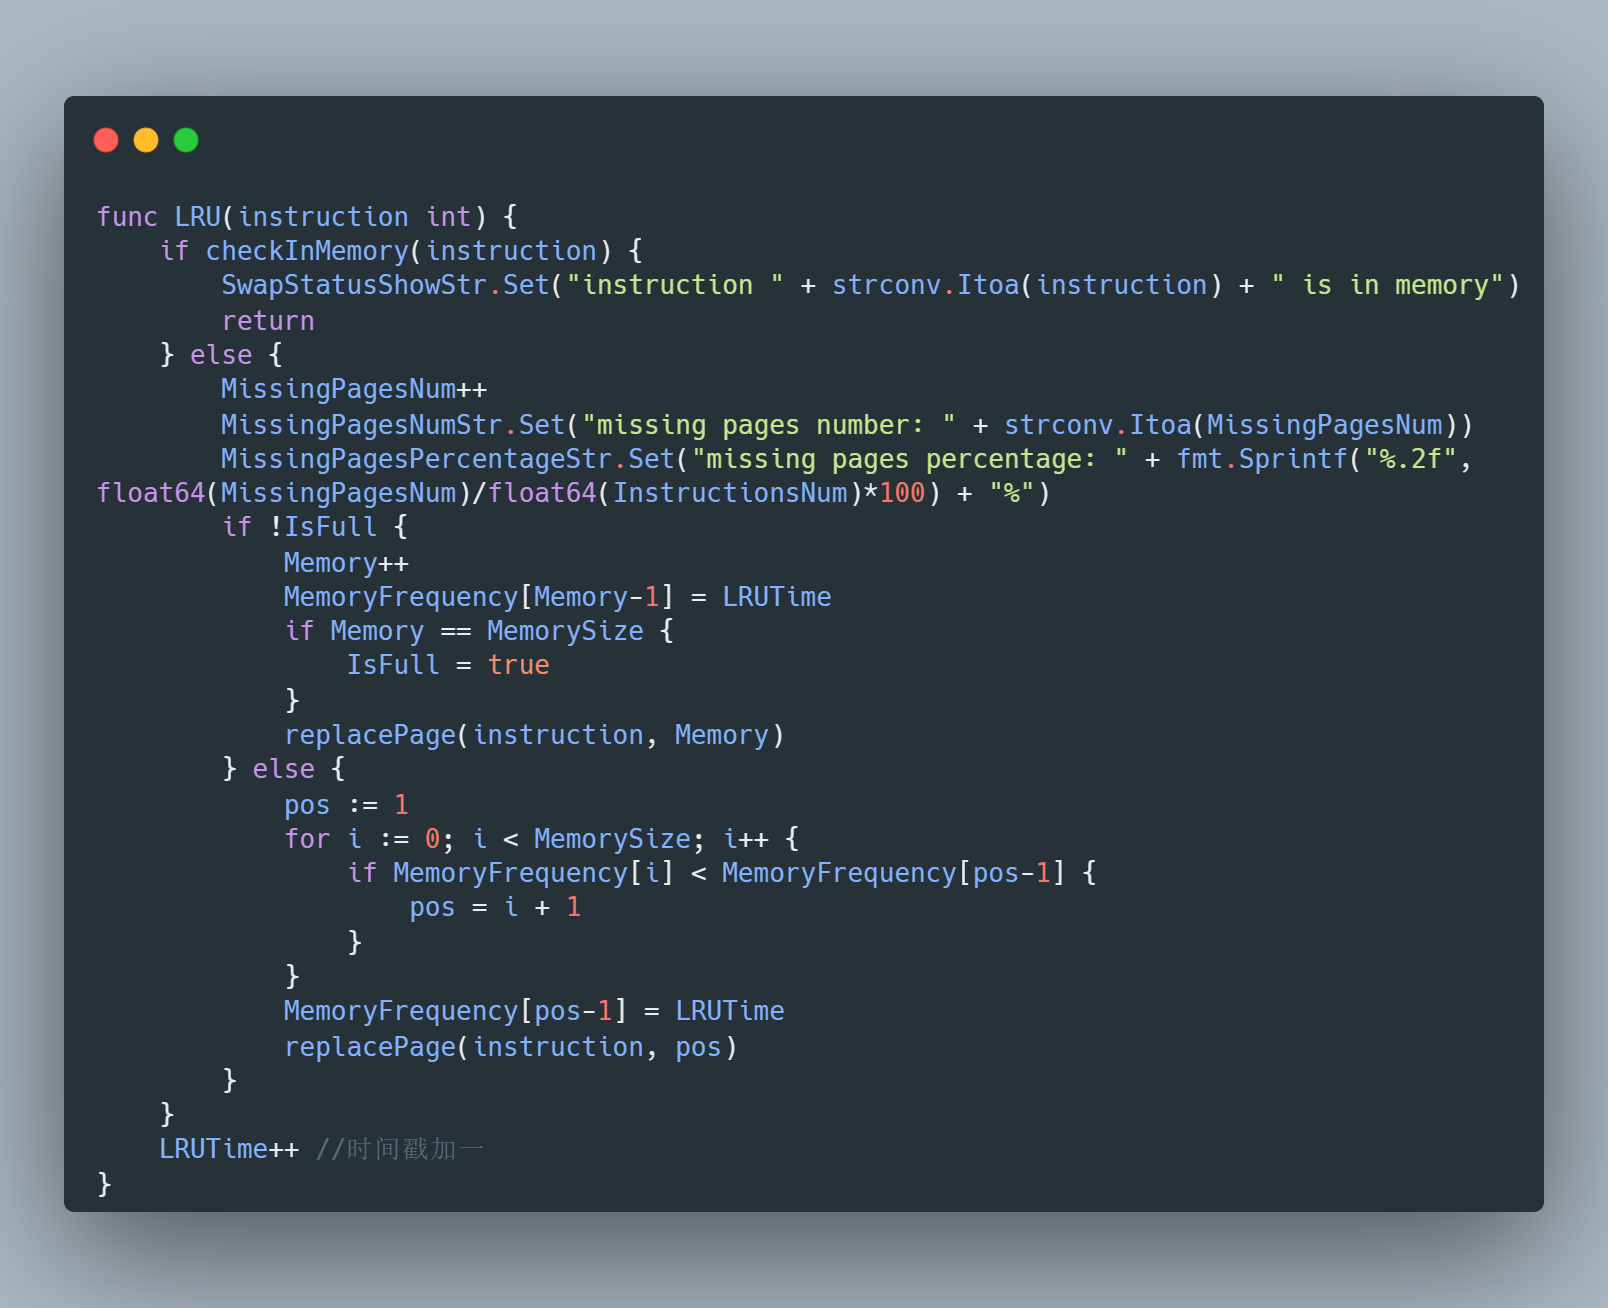 func LRU(instruction int) {
    if checkInMemory(instruction) {
        SwapStatusShowStr.Set("instruction " + strconv.Itoa(instruction) + " is in memory")
        return
    } else {
        MissingPagesNum++
        MissingPagesNumStr.Set("missing pages number: " + strconv.Itoa(MissingPagesNum))
        MissingPagesPercentageStr.Set("missing pages percentage: " + fmt.Sprintf("%.2f",
float64(MissingPagesNum)/float64(InstructionsNum)*100) + "%")
        if !IsFull {
            Memory++
            MemoryFrequency[Memory-1] = LRUTime
            if Memory == MemorySize {
                IsFull = true
            }
            replacePage(instruction, Memory)
        } else {
            pos := 1
            for i := 0; i < MemorySize; i++ {
                if MemoryFrequency[i] < MemoryFrequency[pos-1] {
                    pos = i + 1
                }
            }
            MemoryFrequency[pos-1] = LRUTime
            replacePage(instruction, pos)
        }
    }
    LRUTime++ //时间戳加一
}